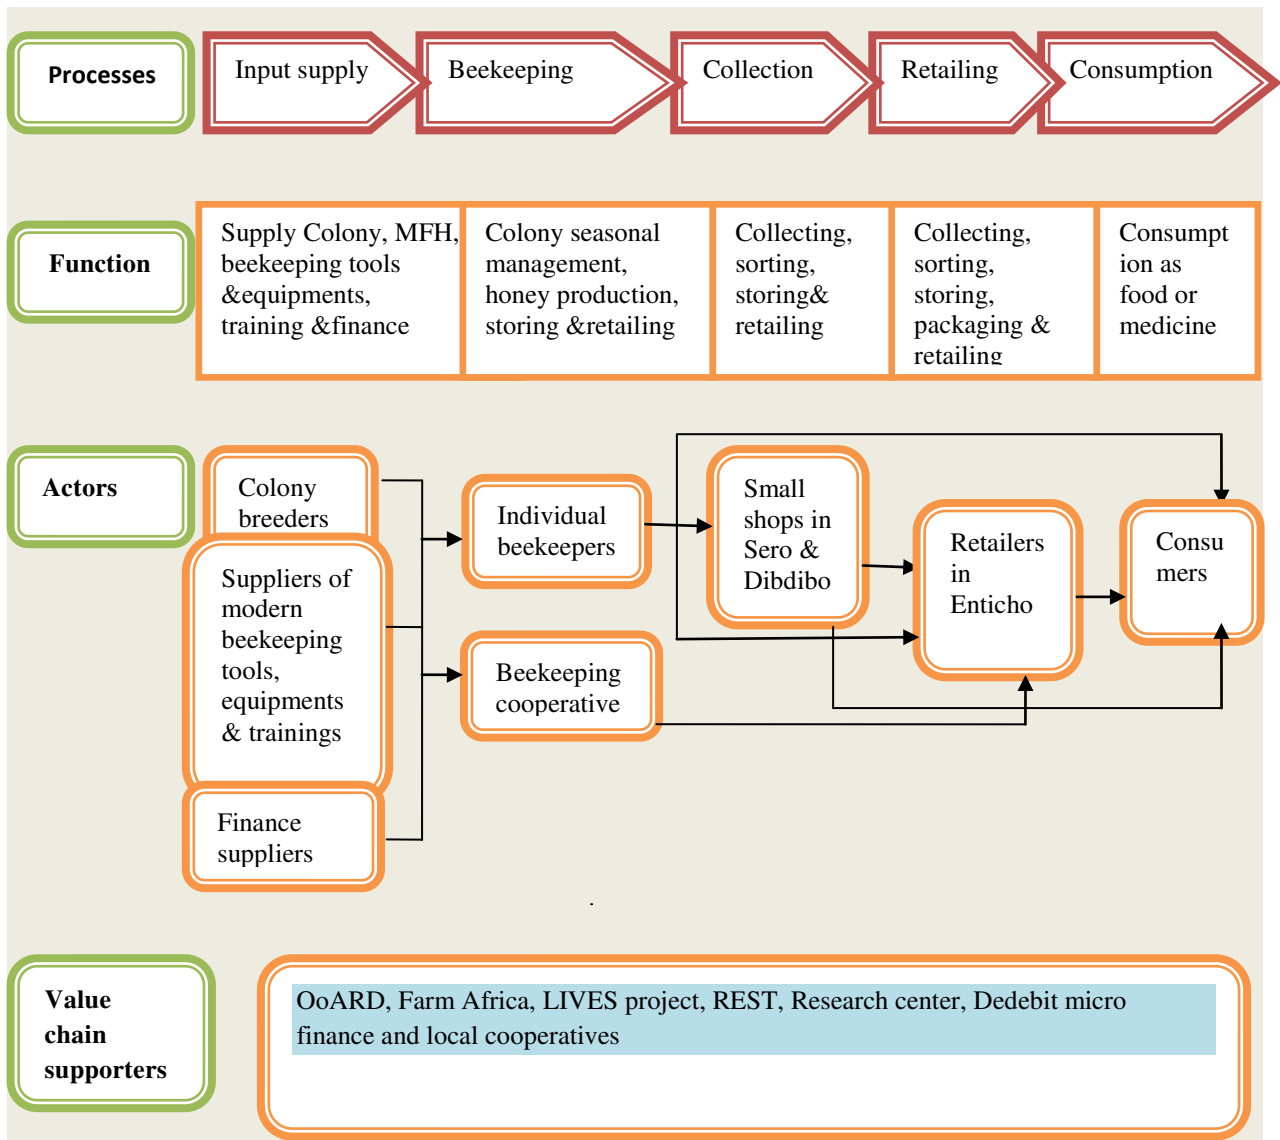 Processes
Input supply
Beekeeping
Collection
Retailing
Consumption
Function
Supply Colony, MFH,
beekeeping tools
&equipments,
training &finance
Colony seasonal
management,
honey production,
storing &retailing
Collecting,
sorting,
storing&
retailing
Collecting,
sorting,
storing,
packaging &
retailing
Consumpt
ion as
food or
medicine
Actors
Colony
breeders
Suppliers of
modern
beekeeping
tools,
equipments
& trainings
Finance
suppliers
Individual
beekeepers
Beekeeping
cooperative
Small
shops in
Sero &
Dibdibo
Retailers
in
Enticho
Consu
mers
.
Value
chain
supporters
OoARD, Farm Africa, LIVES project, REST, Research center, Dedebit micro
finance and local cooperatives